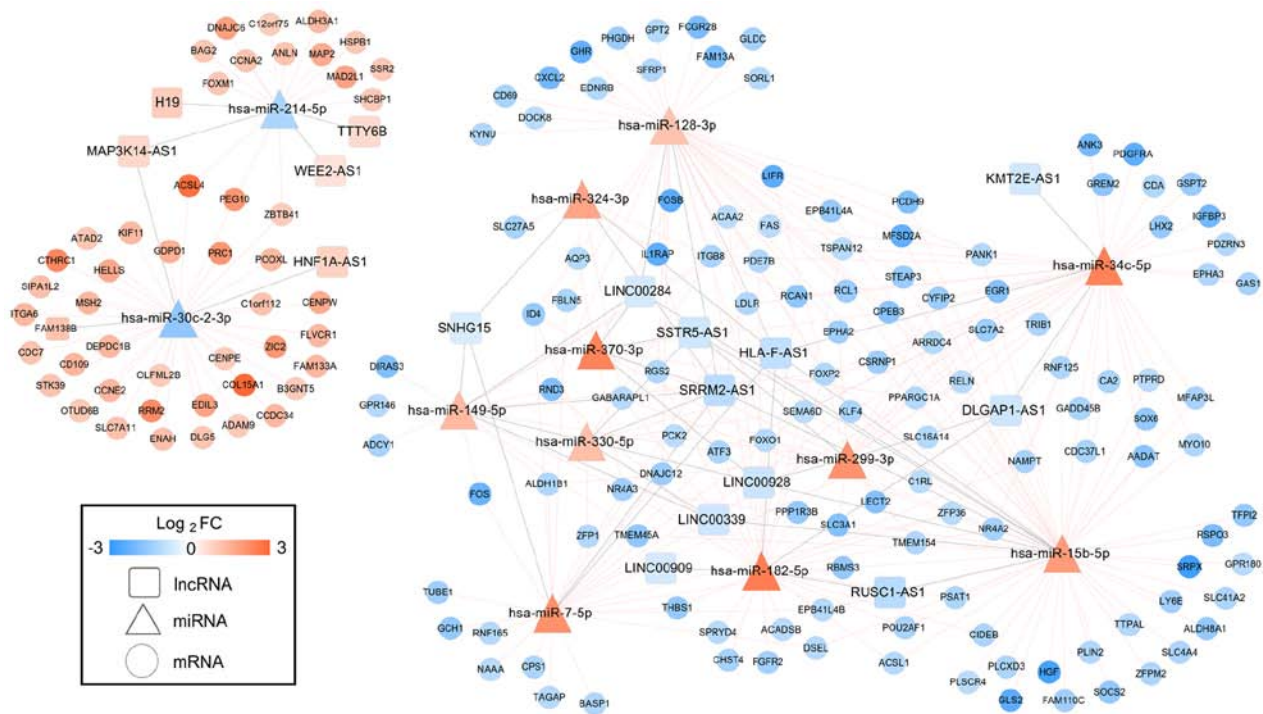 DNAJC6
C12orf75
ALDH3A1
BAG2
CCNA2
ANLN
MAP2
HSPB1
SSR2
FOXM1
MAD2L1
H19
hsa-miR-214-5p
SHCBP1
TTTY6B
MAP3K14-AS1
WEE2-AS1
ACSL4
PEG10
ZBTB41
ATAD2
KIF11
GDPD1
PRC1
PCOXL
HNF1A-AS1
CTHRC1
HELLS
SIPA1L2
MSH2
C1orf112
CENPW
ITGA6
FAM138B
hsa-miR-30c-2-3p
FLVCR1
CDC7
DEPDC1B
CENPE
ZIC2
CD109
OLFML2B
FAM133A
STK39
CCNE2
COL15A1
B3GNT5
OTUD6B
RRM2
EDIL3
ADAM9
CCDC34
SLC7A11
ENAH
DLG5
GHR
PHGDH
GPT2
FCGR2B
GLDC
FAM13A
CXCL2
EDNRB
SFRP1
SORL1
CD69
DOCK8
KYNU
hsa-miR-128-3p
hsa-miR-324-3p
LIFR
FOSB
SLC27A5
ACAA2
FAS
EPB41L4A
PCDH9
MFSD2A
TSPAN12
IL1RAP
ITGB8
PDE7B
AQP3
LINC00284
FBLN5
ID4
LDLR
RCAN1
RCL1
STEAP3
CPEB3
CYFIP2
PANK1
EGR1
SLC7A2
TRIB1
KMT2E-AS1
ANK3
PDGFRA
GREM2
CDA
GSPT2
LHX2
IGFBP3
PDZRN3
hsa-miR-34c-5p
EPHA3
GAS1
SNHG15
SSTR5-AS1
HLA-F-AS1
EPHA2
ARRDC4
CSRNP1
DIRAS3
hsa-miR-370-3p
RGS2
FOXP2
RND3
GABARAPL1
SRRM2-AS1
RELN
RNF125
CA2
PTPRD
PPARGC1A
DLGAP1-AS1
GADD45B
SOX6
MFAP3L
GPR146
hsa-miR-149-5p
SEMA6D
KLF4
SLC16A14
ADCY1
hsa-miR-330-5p
PCK2
ATF3
FOXO1
hsa-miR-299-3p
NAMPT
CDC37L1
AADAT
MYO10
DNAJC12
LINC00928
C1RL
FOS
ALDH1B1
NR4A3
LECT2
PPP1R3B
SLC3A1
ZFP36
NR4A2
LINC00339
ZFP1
TMEM45A
TMEM154
hsa-miR-15b-5p
TFPI2
RSPO3
GPR180
SRPX
LINC00909
hsa-miR-182-5p
RBMS3
RUSC1-AS1
PSAT1
LY6E
SLC41A2
TUBE1
hsa-miR-7-5p
THBS1
EPB41L4B
POU2AF1
CIDEB
TTPAL
ALDH8A1
GCH1
RNF165
SPRYD4
ACADSB
DSEL
ACSL1
PLIN2
SLC4A4
NAAA
CPS1
CHST4
FGFR2
PLCXD3
HGF
ZFPM2
TAGAP
BASP1
PLSCR4
GLS2
FAM110C
SOCS2
Log 2 FC
-3 0 3
lncRNA
miRNA
mRNA